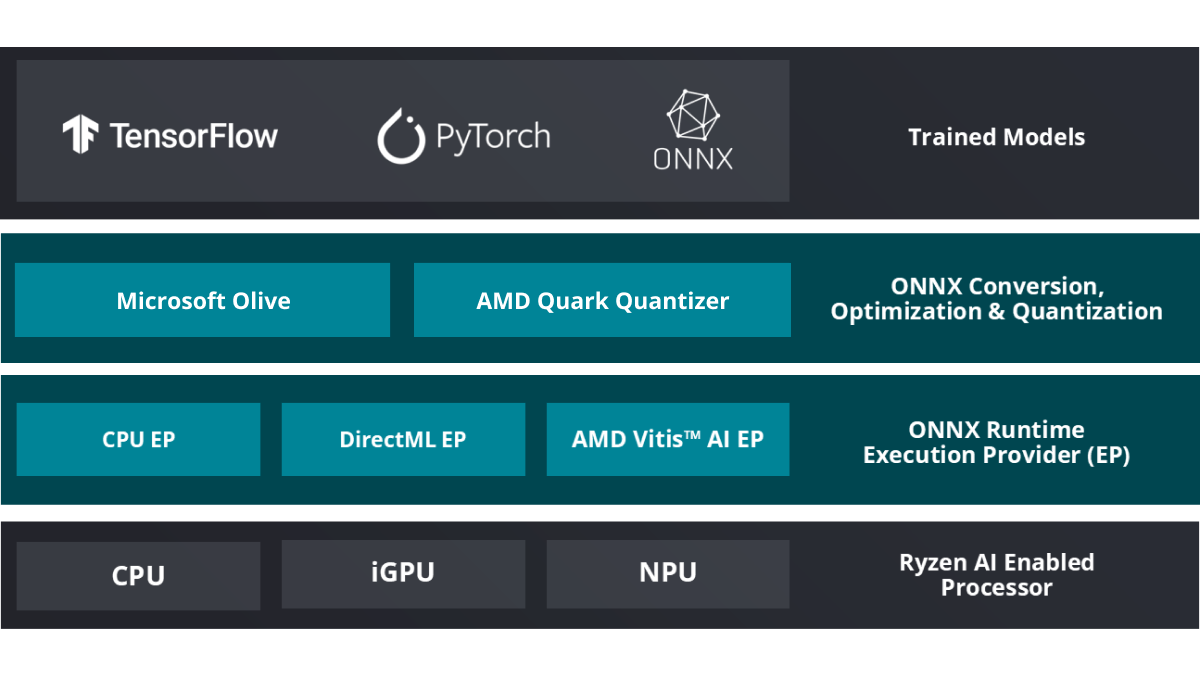 TensorFlow
PyTorch
ONNX
Trained Models
Microsoft Olive
AMD Quark Quantizer
ONNX Conversion,
Optimization & Quantization
CPU EP
DirectML EP
AMD Vitis™ AI EP
ONNX Runtime
Execution Provider (EP)
CPU
iGPU
NPU
Ryzen AI Enabled
Processor